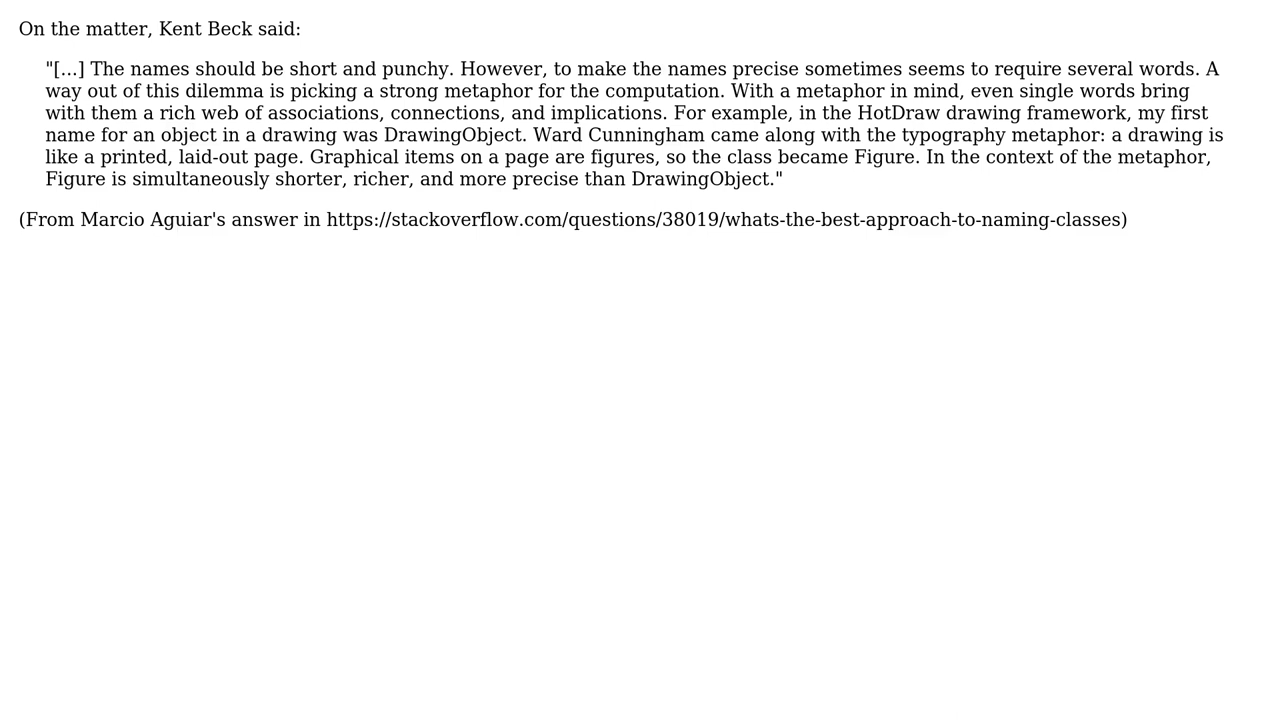 On the matter, Kent Beck said:
"[...] The names should be short and punchy. However, to make the names precise sometimes seems to require several words. A
way out of this dilemma is picking a strong metaphor for the computation. With a metaphor in mind, even single words bring
with them a rich web of associations, connections, and implications. For example, in the HotDraw drawing framework, my first
name for an object in a drawing was DrawingObject. Ward Cunningham came along with the typography metaphor: a drawing is
like a printed, laid-out page. Graphical items on a page are figures, so the class became Figure. In the context of the metaphor,
Figure is simultaneously shorter, richer, and more precise than DrawingObject."
(From Marcio Aguiar's answer in https://stackoverflow.com/questions/38019/whats-the-best-approach-to-naming-classes)